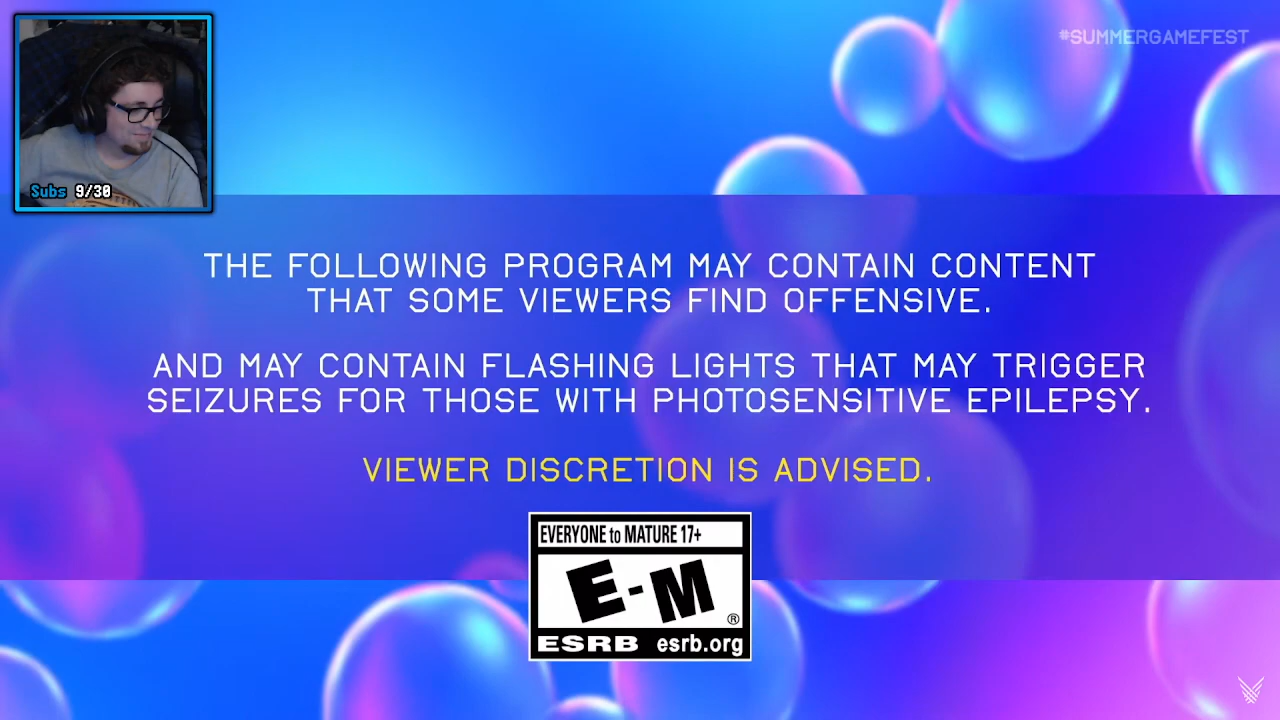 #SUMMERGAMEFEST
Subs 9/30
THE FOLLOWING PROGRAM MAY CONTAIN CONTENT
THAT SOME VIEWERS FIND OFFENSIVE.
AND MAY CONTAIN FLASHING LIGHTS THAT MAY TRIGGER
SEIZURES FOR THOSE WITH PHOTOSENSITIVE EPILEPSY.
VIEWER DISCRETION IS ADVISED.
EVERYONE to MATURE 17+
E-M
®
ESRB esrb.org